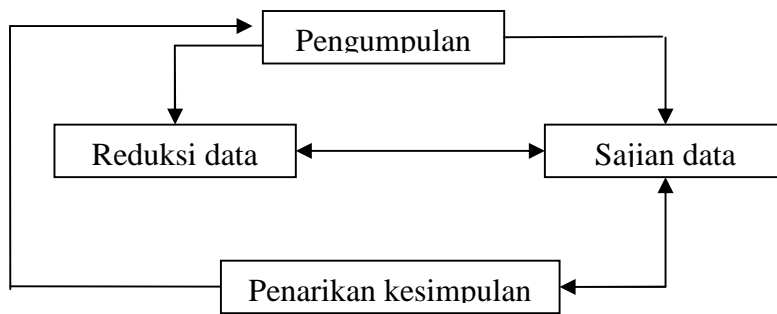 Pengumpulan
Reduksi data
Sajian data
Penarikan kesimpulan